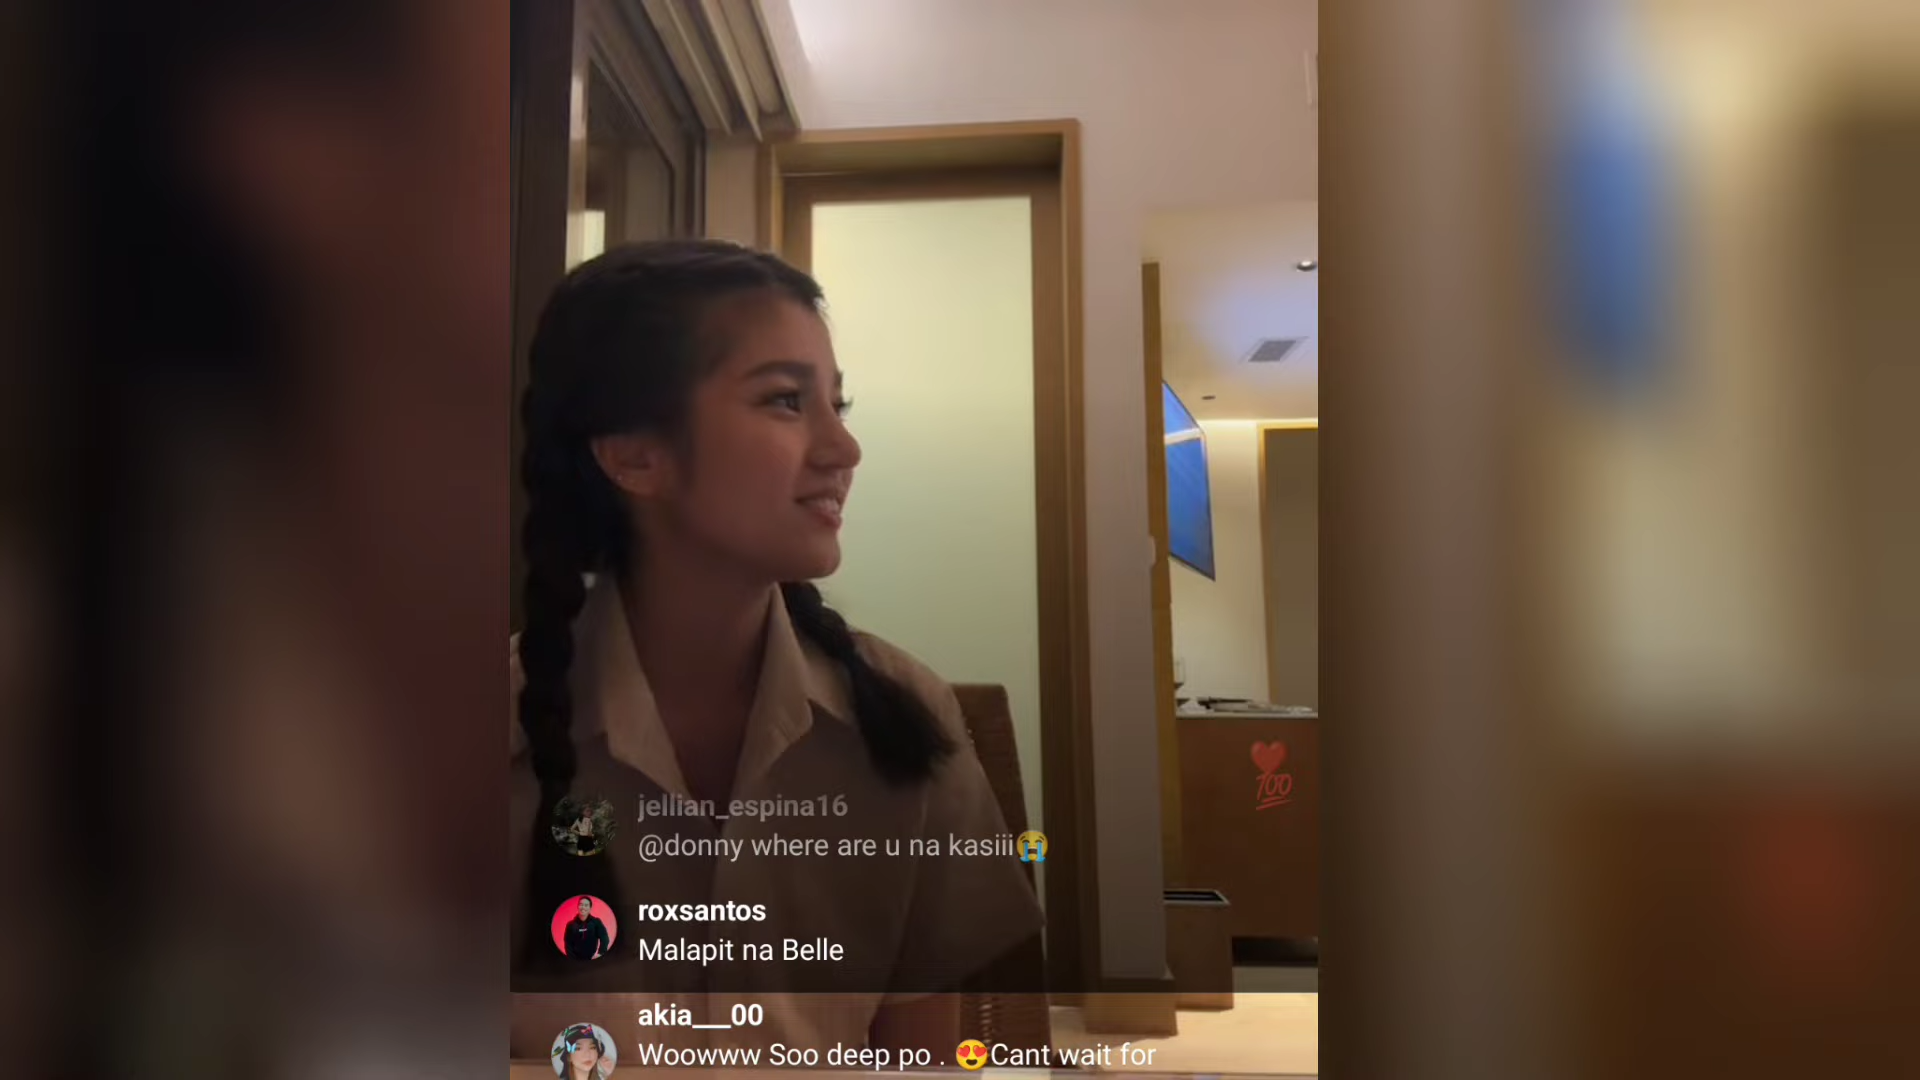 jellian_espina16
@donny where are u na kasiii😭
roxsantos
Malapit na Belle
akia___00
Woowww Soo deep po . 😍Cant wait for